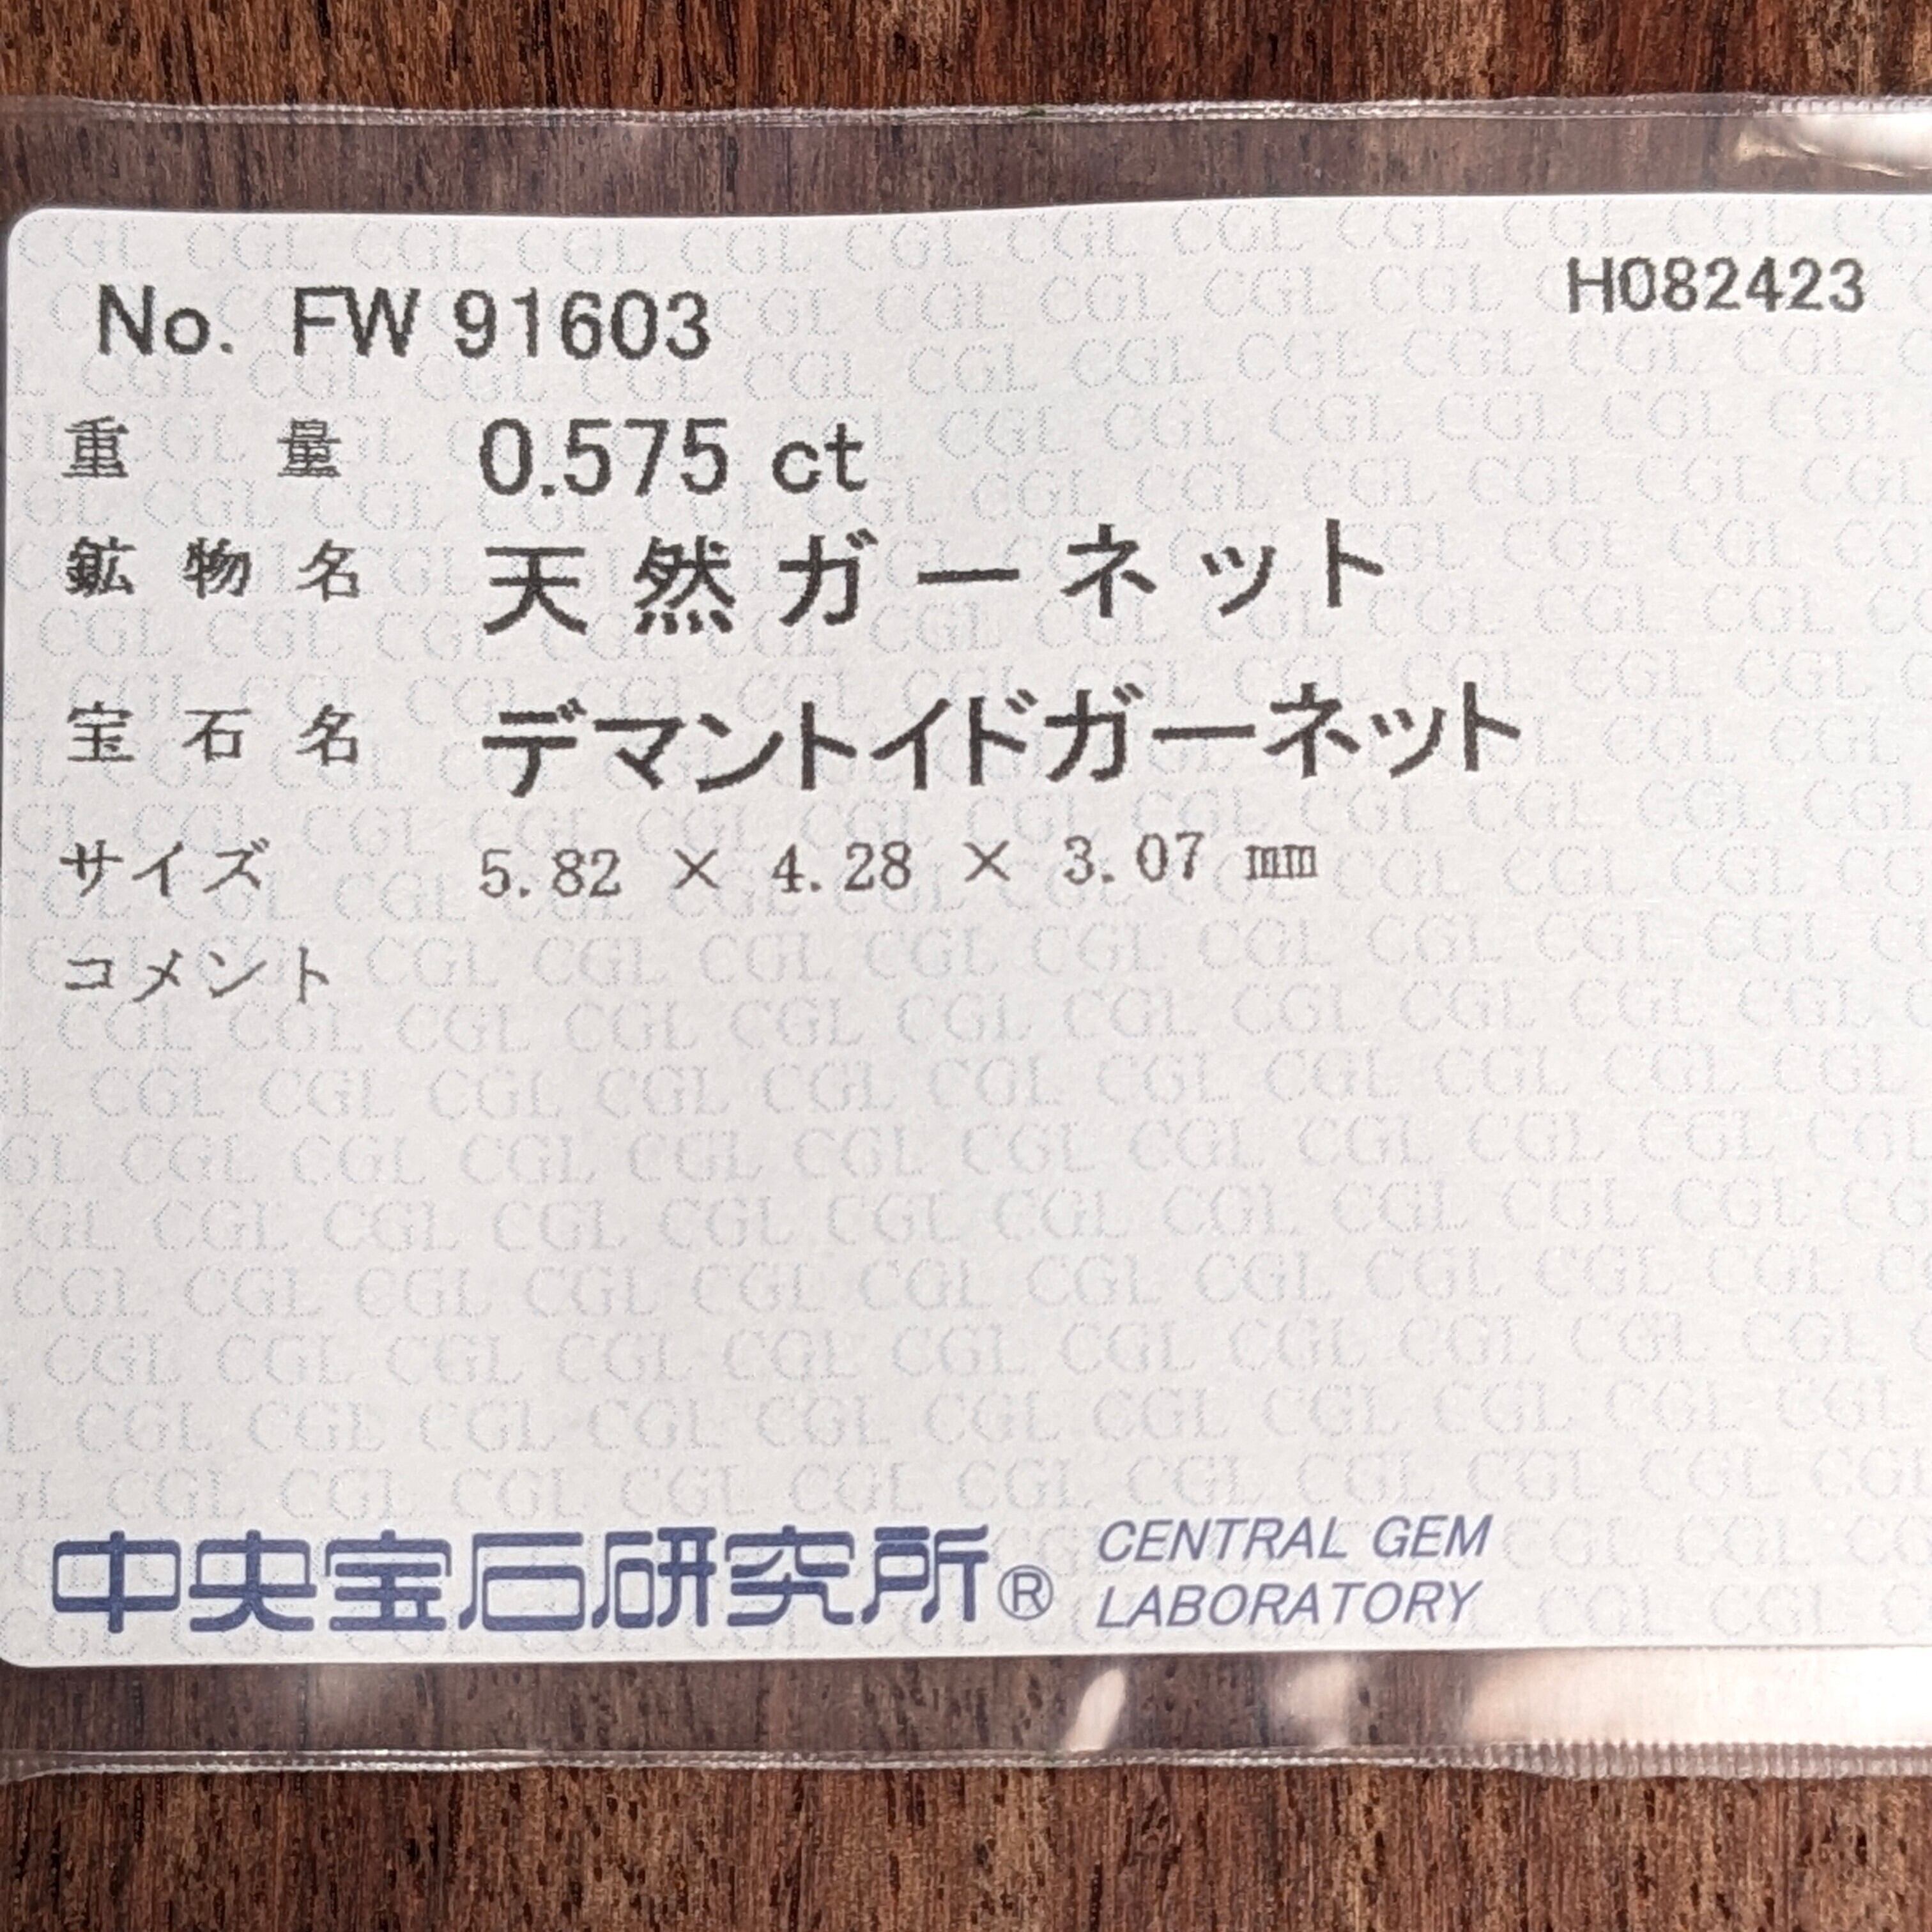 No. FW 91603
H082423
重量 0.575 ct
鉱物名 天然ガーネット
宝石名 デマントイドガーネット
サイズ 5.82 × 4.28 × 3.07 mm
コメント
中央宝石研究所® CENTRAL GEM
LABORATORY